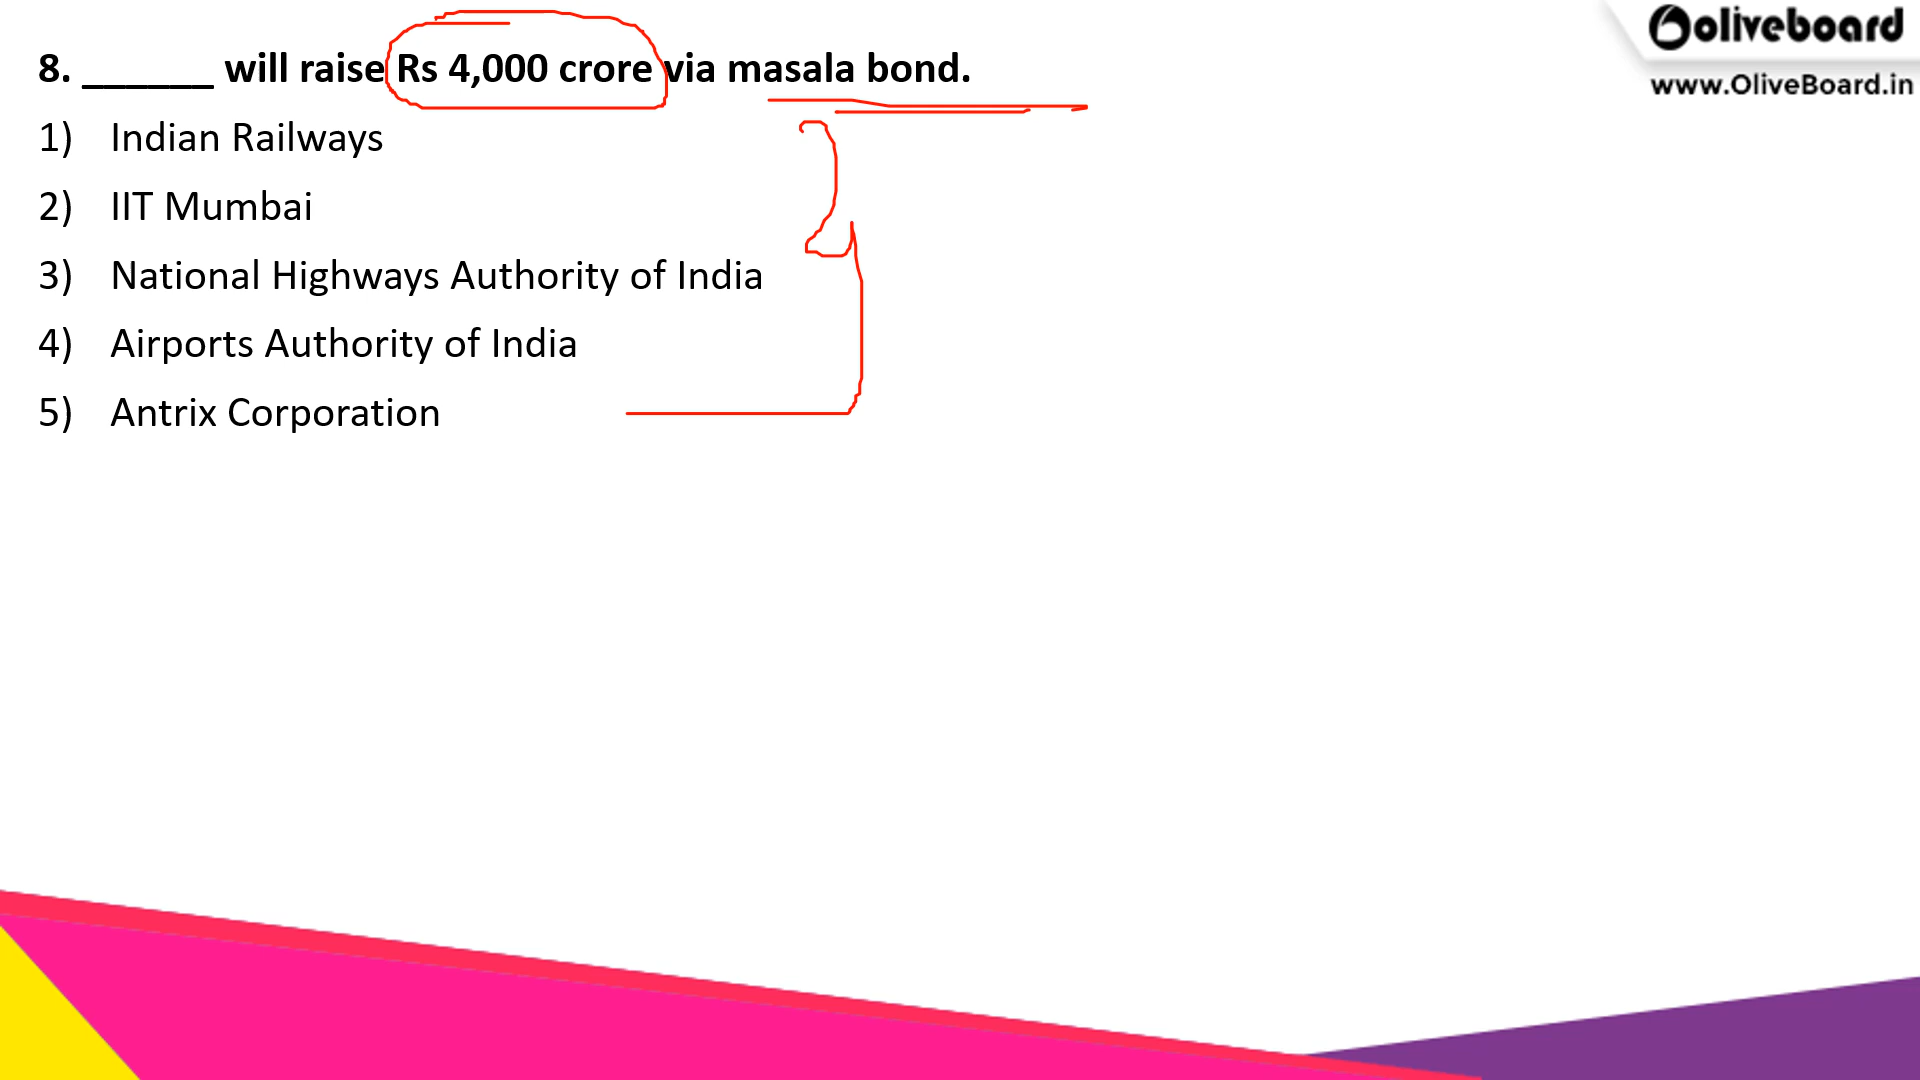 8. ______ will raise Rs 4,000 crore via masala bond.
1) Indian Railways
2) IIT Mumbai
3) National Highways Authority of India
4) Airports Authority of India
5) Antrix Corporation
oliveboard
www.OliveBoard.in